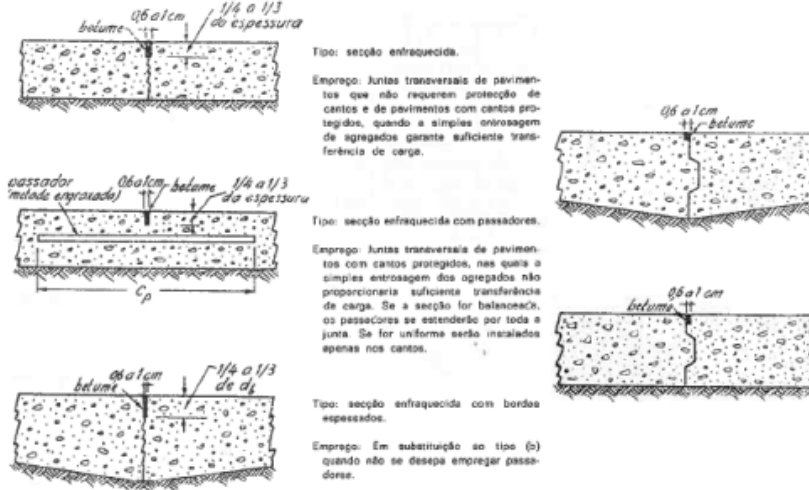 0,6 a 1 cm
betume
1/4 a 1/3
da espessura
Tipo: secção enfraquecida.
Emprego: Juntas transversais de pavimen-
tos que não requerem protecção de
cantos e de pavimentos com cantos pro-
tegidos, quando a simples entrosagem
de agregados garante suficiente trans-
ferência de carga.
passador
(metade engraxada)
0,6 a 1 cm
betume
1/4 a 1/3
da espessura
Cp
Tipo: secção enfraquecida com passadores.
Emprego: Juntas transversais de pavimen-
tos com cantos protegidos, nas quais a
simples entrosagem dos agregados não
proporcionaria suficiente transferência
de carga. Se a secção for balanceada,
os passadores se estenderão por toda a
junta. Se for uniforme serão instalados
apenas nos cantos.
0,6 a 1 cm
betume
1/4 a 1/3
de
Tipo: secção enfraquecida com bordos
espessados.
Emprego: Em substituição ao tipo (b)
quando não se deseja empregar passa-
dores.
0,6 a 1 cm
betume
0,6 a 1 cm
betume